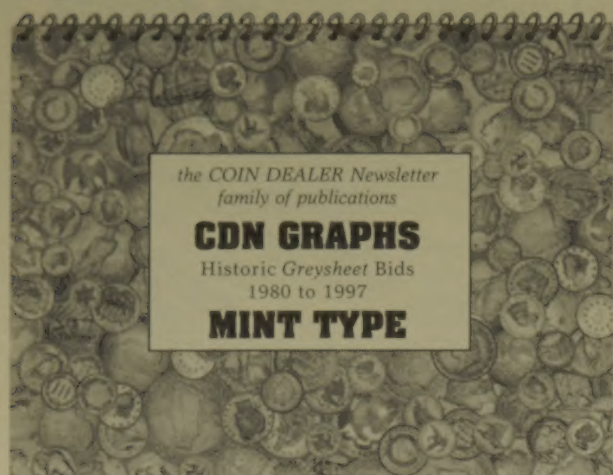 the COIN DEALER Newsletter
family of publications
CDN GRAPHS
Historic Greysheet Bids
1980 to 1997
MINT TYPE